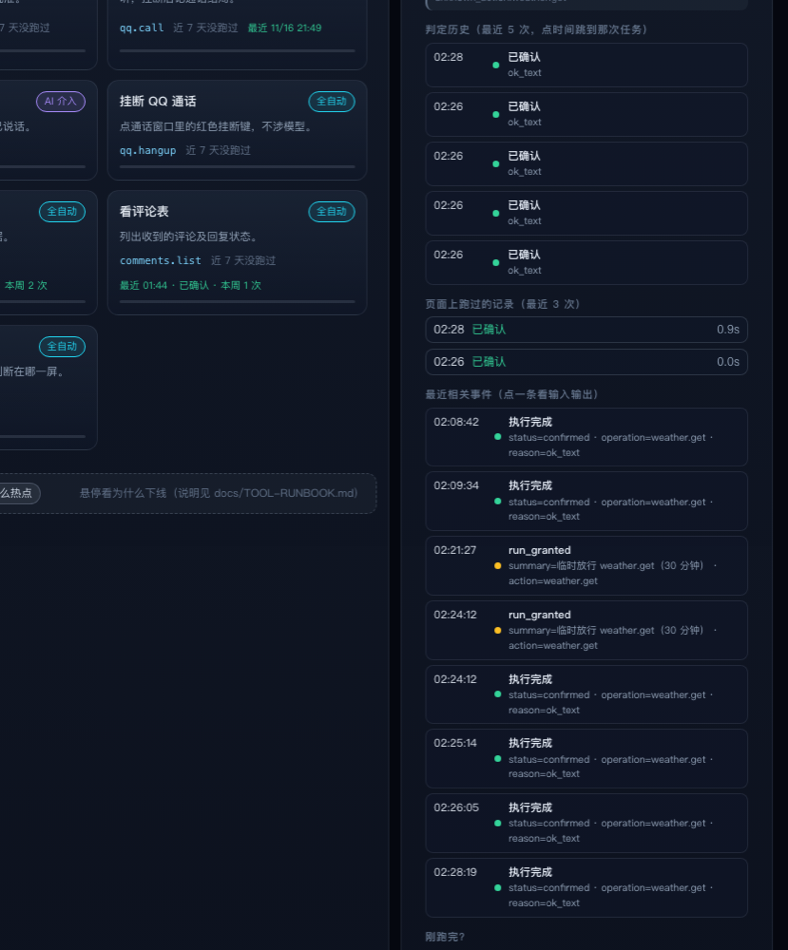 qq.call 近 7 天没跑过 最近 11/16 21:49
7 天没跑过
AI 介入
说话。
挂断 QQ 通话 全自动
点通话窗口里的红色挂断键，不涉模型。
qq.hangup 近 7 天没跑过
全自动
本周 2 次
看评论表 全自动
列出收到的评论及回复状态。
comments.list 近 7 天没跑过
最近 01:44 · 已确认 · 本周 1 次
全自动
断在哪一屏。
么热点 悬停看为什么下线（说明见 docs/TOOL-RUNBOOK.md）
判定历史（最近 5 次，点时间跳到那次任务）
02:28 已确认
ok_text
02:26 已确认
ok_text
02:26 已确认
ok_text
02:26 已确认
ok_text
02:26 已确认
ok_text
页面上跑过的记录（最近 3 次）
02:28 已确认 0.9s
02:26 已确认 0.0s
最近相关事件（点一条看输入输出）
02:08:42 执行完成
status=confirmed · operation=weather.get ·
reason=ok_text
02:09:34 执行完成
status=confirmed · operation=weather.get ·
reason=ok_text
02:21:27 run_granted
summary=临时放行 weather.get（30 分钟） ·
action=weather.get
02:24:12 run_granted
summary=临时放行 weather.get（30 分钟） ·
action=weather.get
02:24:12 执行完成
status=confirmed · operation=weather.get ·
reason=ok_text
02:25:14 执行完成
status=confirmed · operation=weather.get ·
reason=ok_text
02:26:05 执行完成
status=confirmed · operation=weather.get ·
reason=ok_text
02:28:19 执行完成
status=confirmed · operation=weather.get ·
reason=ok_text
刚跑完？